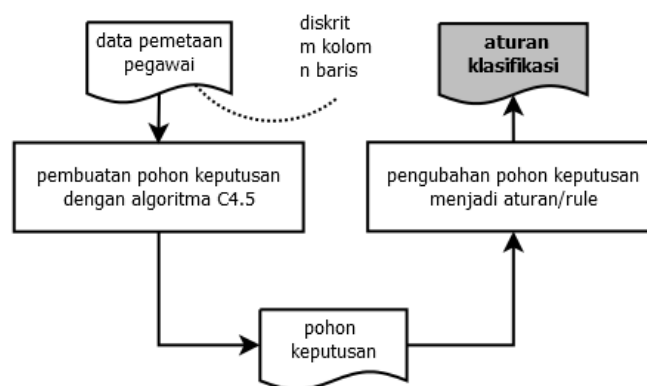 data pemetaan
pegawai
diskrit
m kolom
n baris
aturan
klasifikasi
pembuatan pohon keputusan
dengan algoritma C4.5
pengubahan pohon keputusan
menjadi aturan/rule
pohon
keputusan